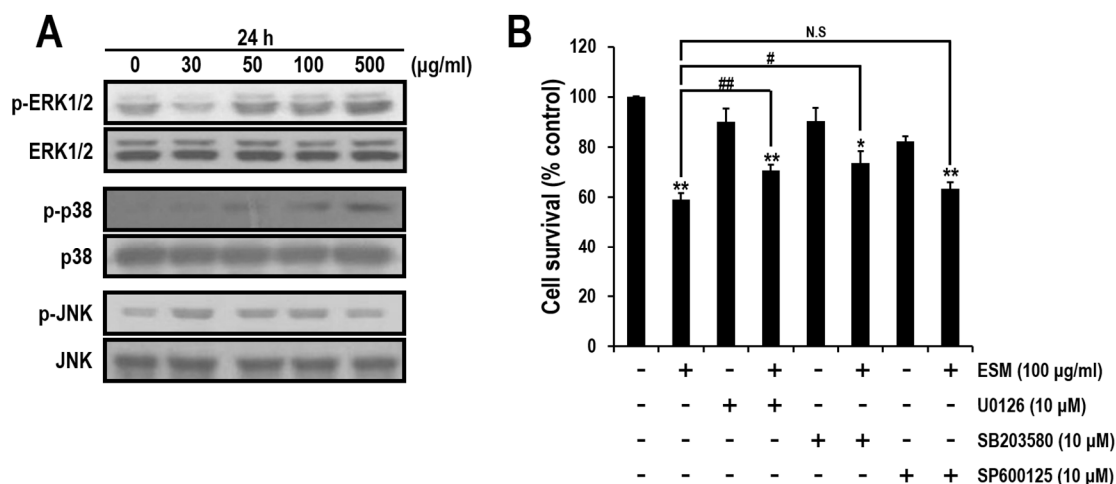 A
24 h
0 30 50 100 500 (µg/ml)
p-ERK1/2
ERK1/2
p-p38
p38
p-JNK
JNK
B
Cell survival (% control)
120
100
80
60
40
20
0
N.S
#
##
** ** * **
- + - + - + - + ESM (100 µg/ml)
- - + + - - - - U0126 (10 µM)
- - - - + + - - SB203580 (10 µM)
- - - - - - + + SP600125 (10 µM)